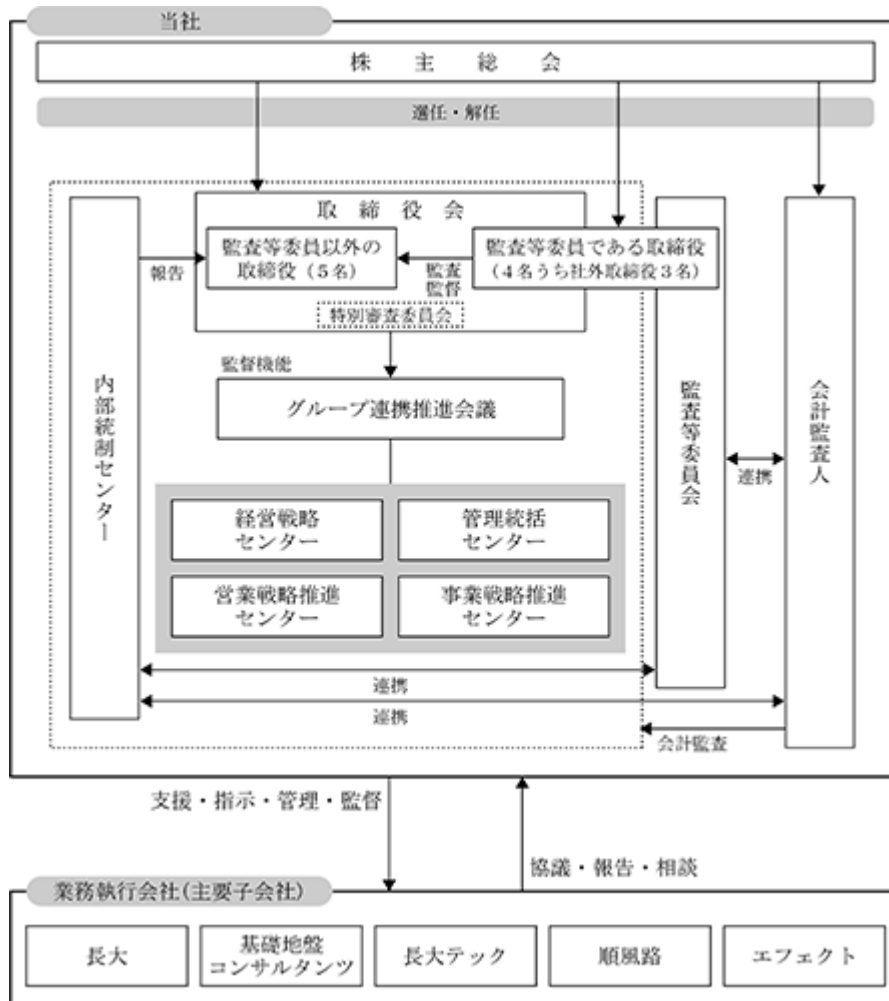 当社
株主総会
選任・解任
取締役会
監査等委員以外の
取締役（5名）
監査等委員である取締役
（4名うち社外取締役3名）
報告
監査
監督
特別審査委員会
監督機能
グループ連携推進会議
内部統制センター
監査等委員会
会計監査人
連携
経営戦略
センター
管理統括
センター
営業戦略推進
センター
事業戦略推進
センター
連携
連携
会計監査
支援・指示・管理・監督
協議・報告・相談
業務執行会社(主要子会社)
長大
基礎地盤
コンサルタンツ
長大テック
順風路
エフェクト